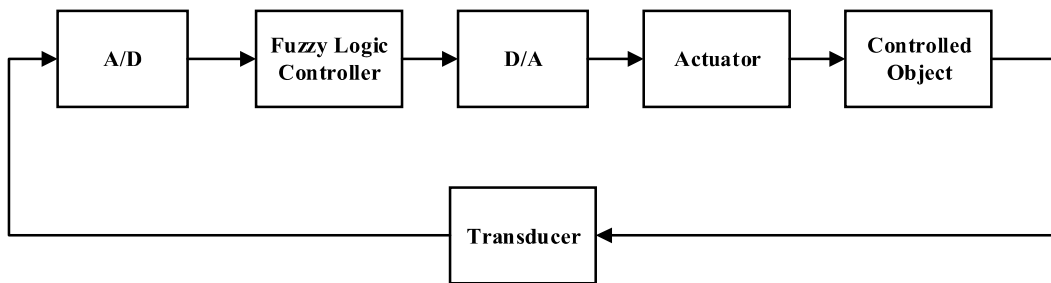 A/D
Fuzzy Logic
Controller
D/A
Actuator
Controlled
Object
Transducer